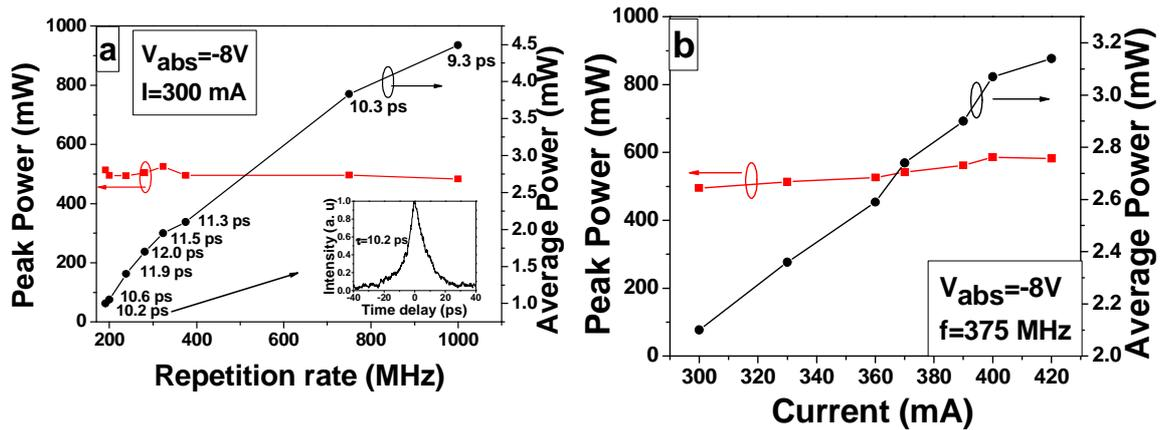 a
V_abs=-8V
I=300 mA
Peak Power (mW)
1000
800
600
400
200
0
4.5
4.0
3.5
3.0
2.5
2.0
1.5
1.0
Average Power (mW)
9.3 ps
10.3 ps
11.3 ps
11.5 ps
12.0 ps
11.9 ps
10.6 ps
10.2 ps
Intensity (a. u)
1.0
0.8
0.6
0.4
0.2
0.0
τ=10.2 ps
-40 -20 0 20 40
Time delay (ps)
200 400 600 800 1000
Repetition rate (MHz)
b
Peak Power (mW)
1000
800
600
400
200
0
3.2
3.0
2.8
2.6
2.4
2.2
2.0
Average Power (mW)
V_abs=-8V
f=375 MHz
300 320 340 360 380 400 420
Current (mA)